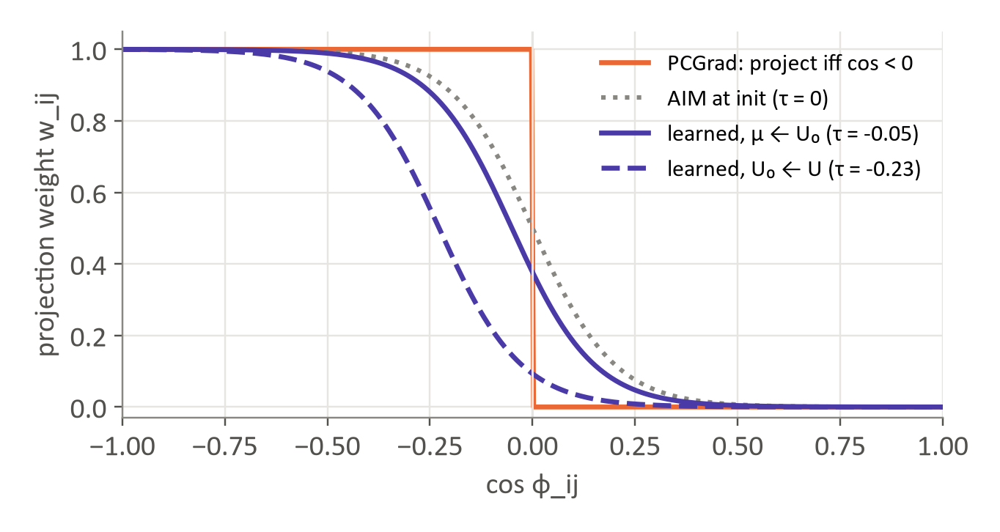 1.0
0.8
0.6
0.4
0.2
0.0
projection weight w_ij
PCGrad: project iff cos < 0
AIM at init (τ = 0)
learned, μ ← U₀ (τ = -0.05)
learned, U₀ ← U (τ = -0.23)
−1.00 −0.75 −0.50 −0.25 0.00 0.25 0.50 0.75 1.00
cos ϕ_ij